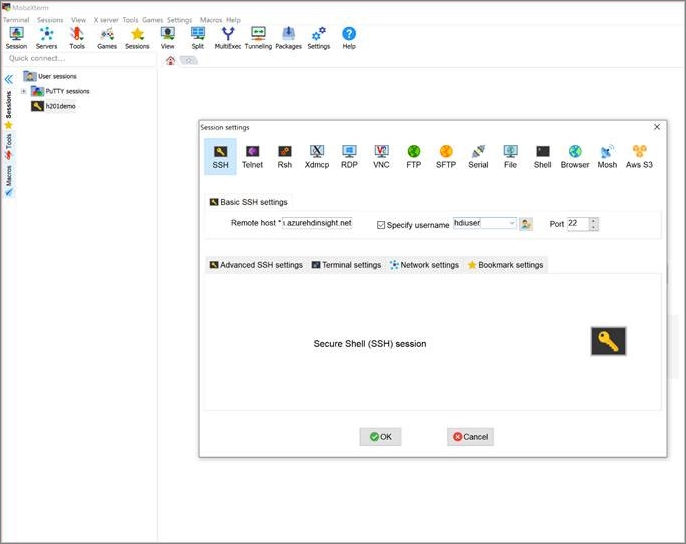 MobaXterm
Terminal Sessions View X server Tools Games Settings Macros Help
Session Servers Tools Games Sessions View Split MultiExec Tunneling Packages Settings Help
Quick connect...
User sessions
PuTTY sessions
h201demo
Sessions
Tools
Macros
Session settings
SSH Telnet Rsh Xdmcp RDP VNC FTP SFTP Serial File Shell Browser Mosh Aws S3
Basic SSH settings
Remote host * azurehdinsight.net Specify username hdiuser Port 22
Advanced SSH settings Terminal settings Network settings Bookmark settings
Secure Shell (SSH) session
OK Cancel